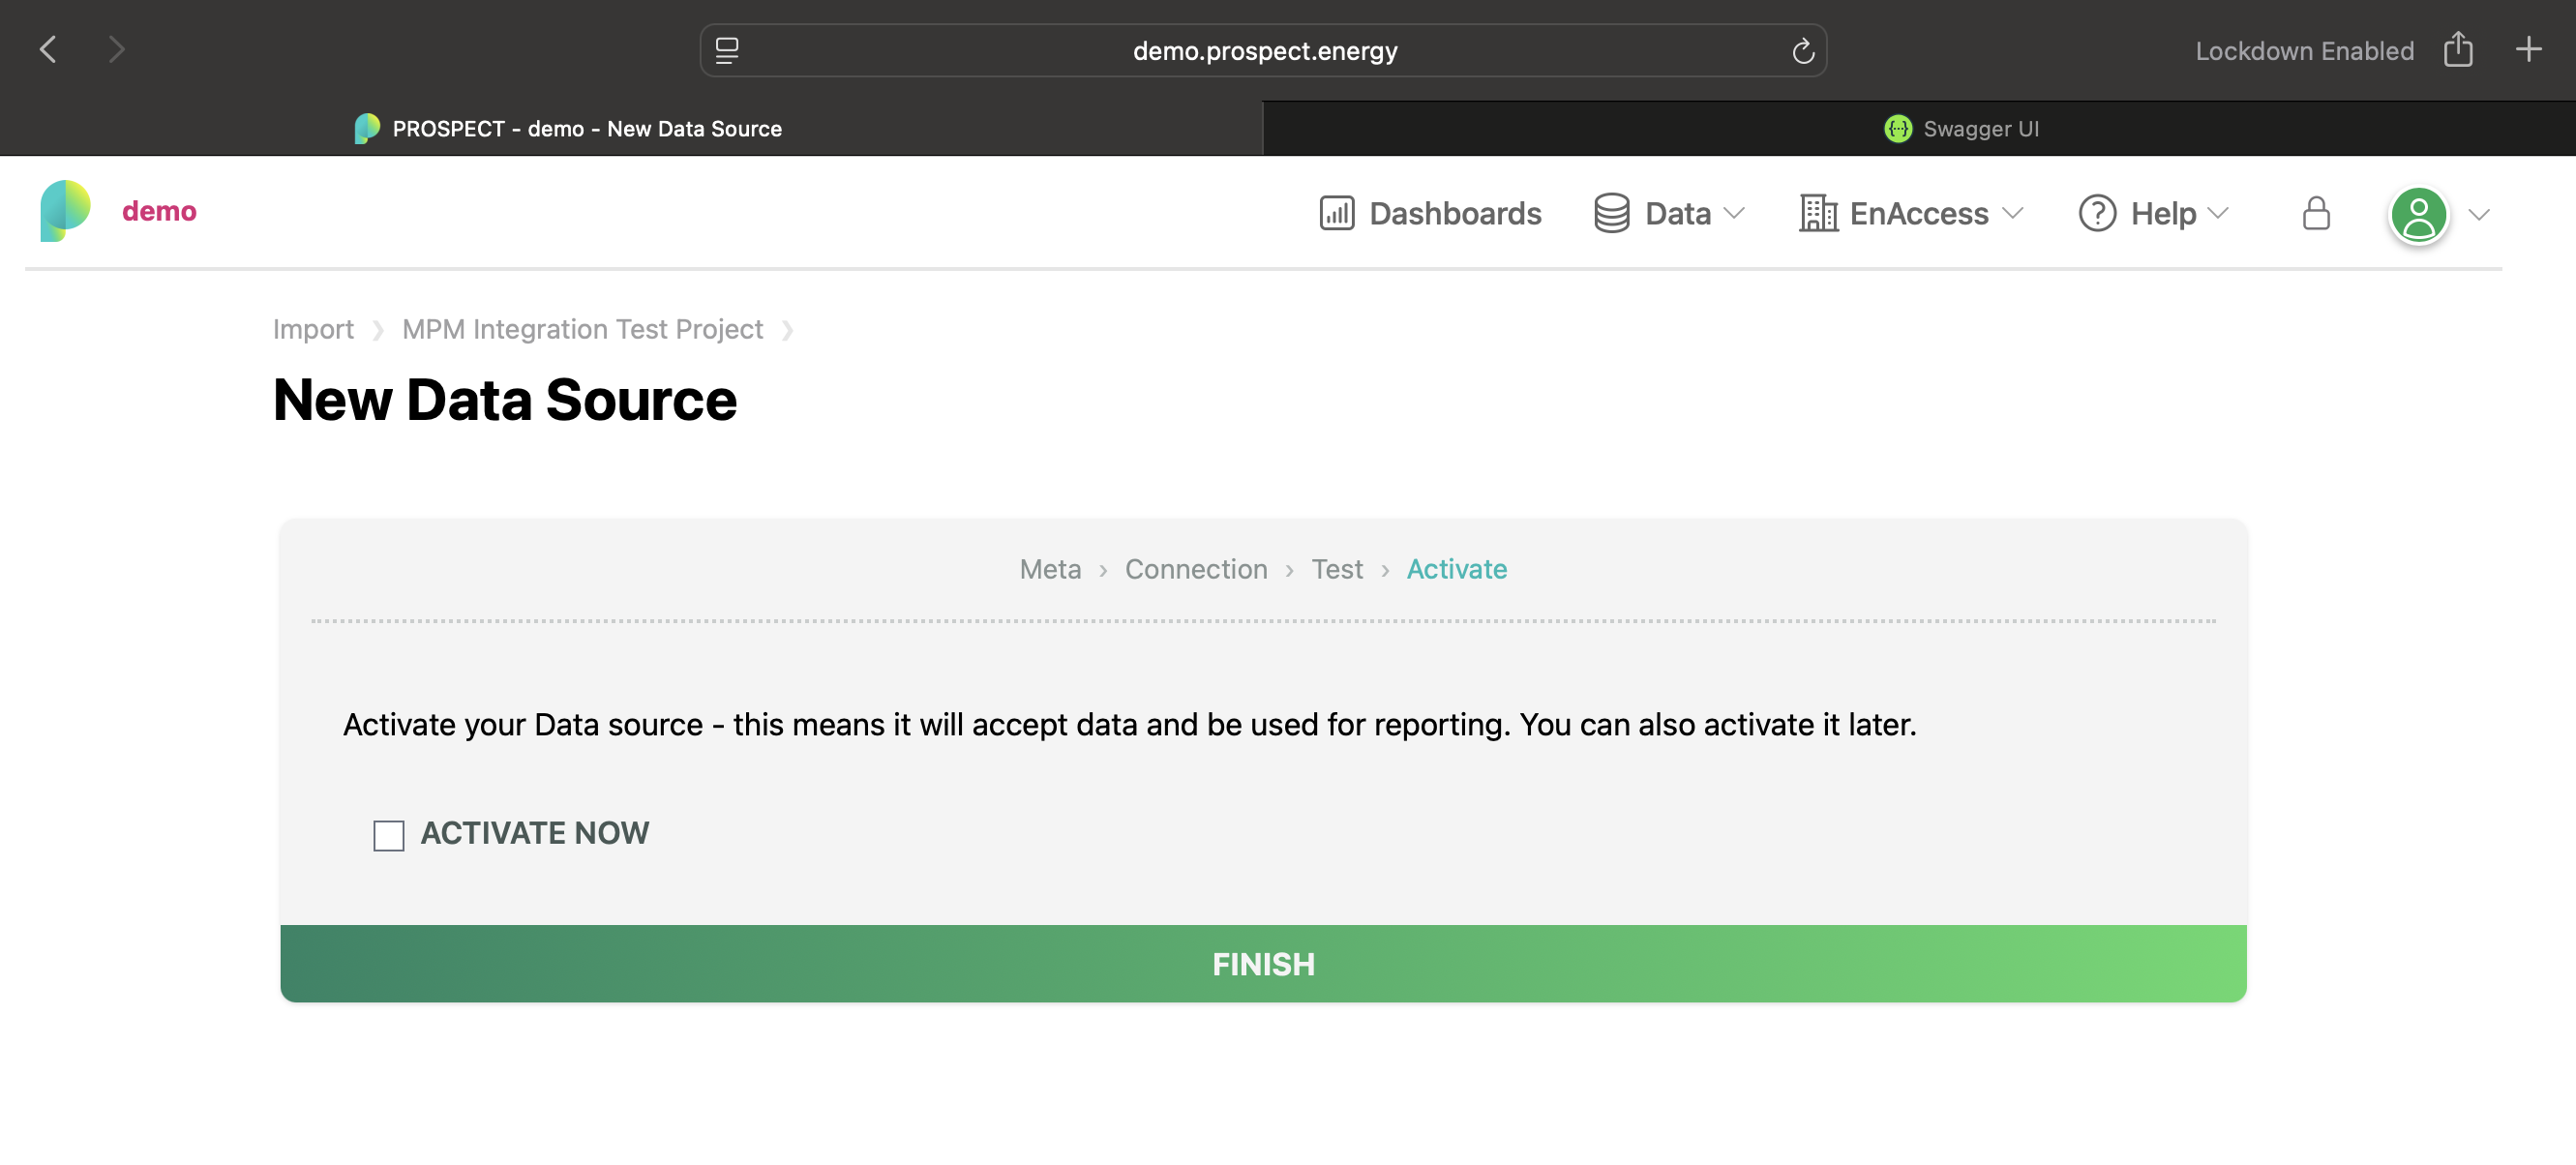 demo.prospect.energy
Lockdown Enabled
PROSPECT - demo - New Data Source
Swagger UI
demo
Dashboards
Data
EnAccess
Help
Import › MPM Integration Test Project ›
New Data Source
Meta › Connection › Test › Activate
Activate your Data source - this means it will accept data and be used for reporting. You can also activate it later.
ACTIVATE NOW
FINISH